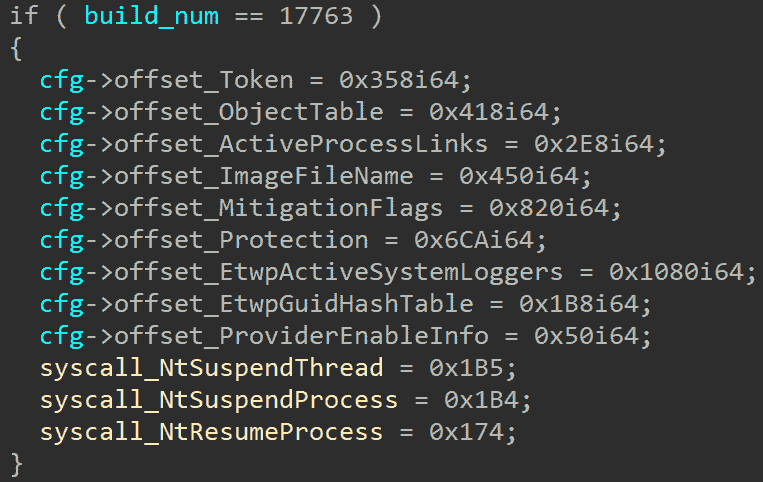 if ( build_num == 17763 )
{
  cfg->offset_Token = 0x358i64;
  cfg->offset_ObjectTable = 0x418i64;
  cfg->offset_ActiveProcessLinks = 0x2E8i64;
  cfg->offset_ImageFileName = 0x450i64;
  cfg->offset_MitigationFlags = 0x820i64;
  cfg->offset_Protection = 0x6CAi64;
  cfg->offset_EtwpActiveSystemLoggers = 0x1080i64;
  cfg->offset_EtwpGuidHashTable = 0x1B8i64;
  cfg->offset_ProviderEnableInfo = 0x50i64;
  syscall_NtSuspendThread = 0x1B5;
  syscall_NtSuspendProcess = 0x1B4;
  syscall_NtResumeProcess = 0x174;
}